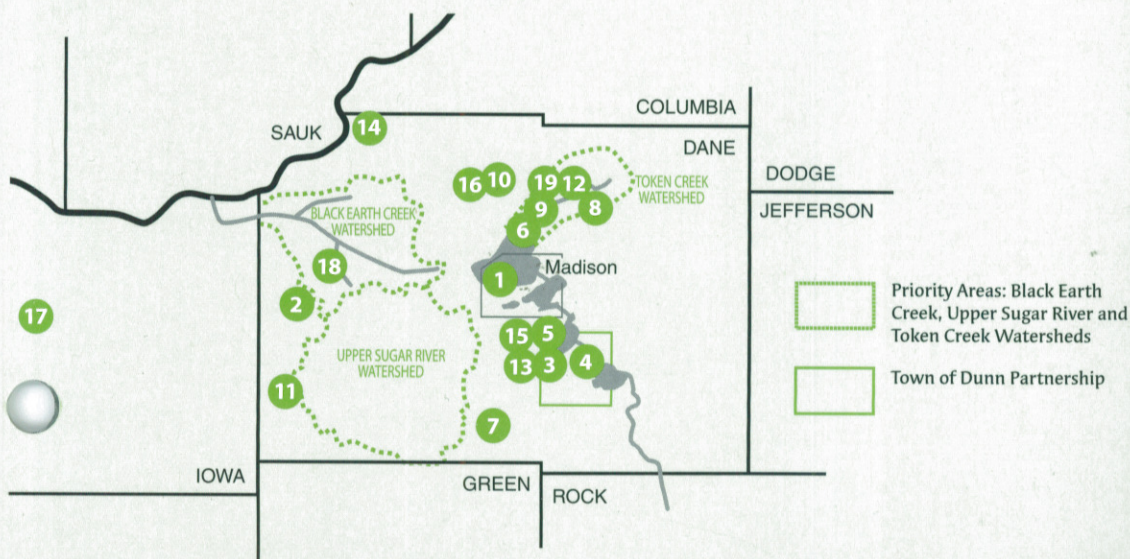 COLUMBIA
SAUK
14
DANE
DODGE
16
10
19
12
TOKEN CREEK
WATERSHED
JEFFERSON
9
8
BLACK EARTH CREEK
WATERSHED
6
18
1
Madison
2
17
Priority Areas: Black Earth
Creek, Upper Sugar River and
Token Creek Watersheds
15
5
UPPER SUGAR RIVER
WATERSHED
13
3
4
Town of Dunn Partnership
11
7
IOWA
GREEN
ROCK